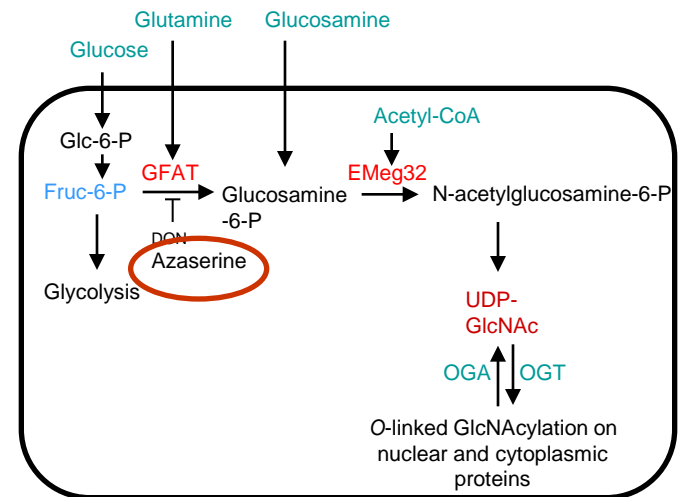 Glutamine
Glucosamine
Glucose
Acetyl-CoA
Glc-6-P
GFAT
EMeg32
Fruc-6-P
Glucosamine
-6-P
N-acetylglucosamine-6-P
DON
Azaserine
Glycolysis
UDP-
GlcNAc
OGA
OGT
O-linked GlcNAcylation on
nuclear and cytoplasmic
proteins